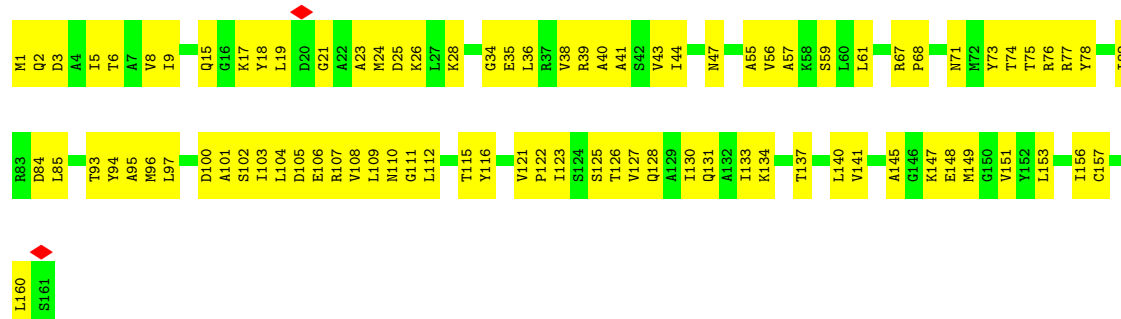 M1 Q2 D3 A4 I5 T6 A7 V8 I9 Q15 G16 K17 Y18 L19 D20 G21 A22 A23 M24 D25 K26 L27 K28 G34 E35 L36 R37 V38 R39 A40 A41 S42 V43 I44 N47 A55 V56 A57 K58 S59 L60 L61 R67 P68 N71 M72 Y73 T74 T75 R76 R77 Y78
R83 D84 L85 T93 Y94 A95 M96 L97 D100 A101 S102 I103 L104 D105 E106 R107 V108 L109 N110 G111 L112 T115 Y116 V121 P122 I123 S124 S125 T126 V127 Q128 A129 I130 Q131 A132 I133 K134 T137 L140 V141 A145 G146 K147 E148 M149 G150 V151 Y152 L153 I156 C157
L160 S161